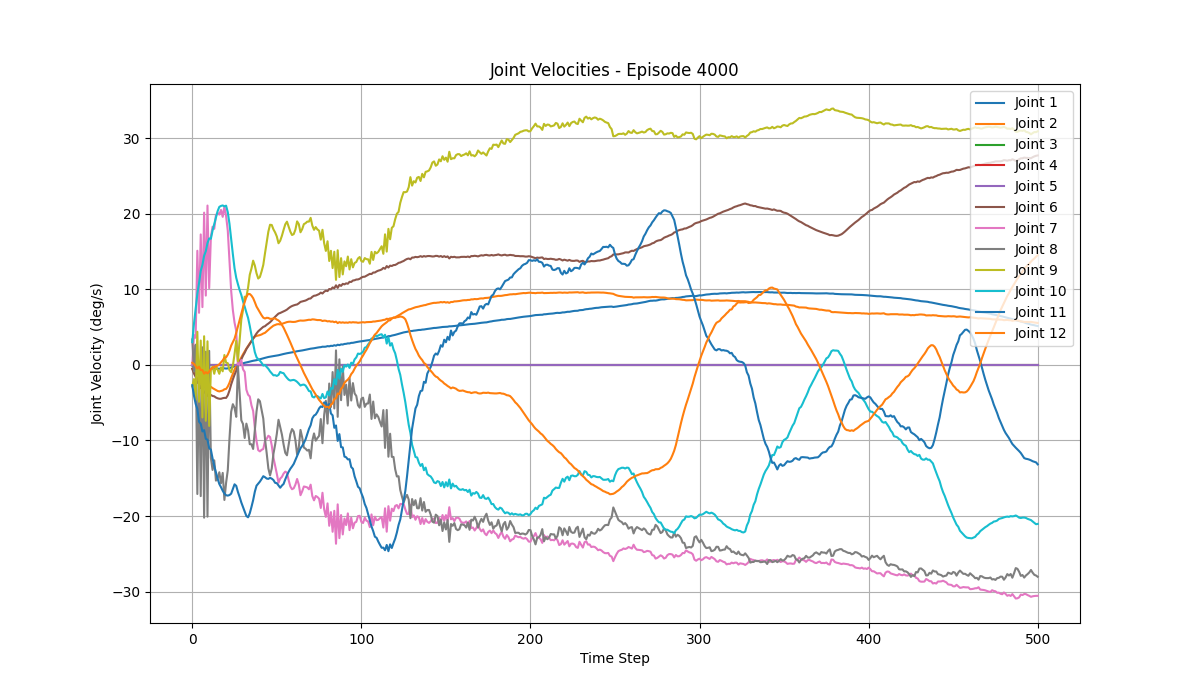 Joint Velocities - Episode 4000
Joint Velocity (deg/s)
30
20
10
0
−10
−20
−30
0
100
200
300
400
500
Time Step
Joint 1
Joint 2
Joint 3
Joint 4
Joint 5
Joint 6
Joint 7
Joint 8
Joint 9
Joint 10
Joint 11
Joint 12